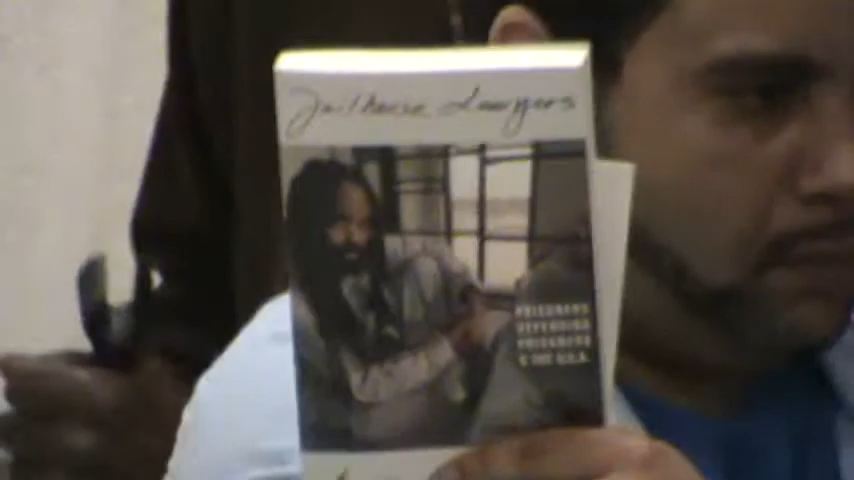 Jailhouse Lawyers
PRISONERS
DEFENDING
PRISONERS
V. THE U.S.A.